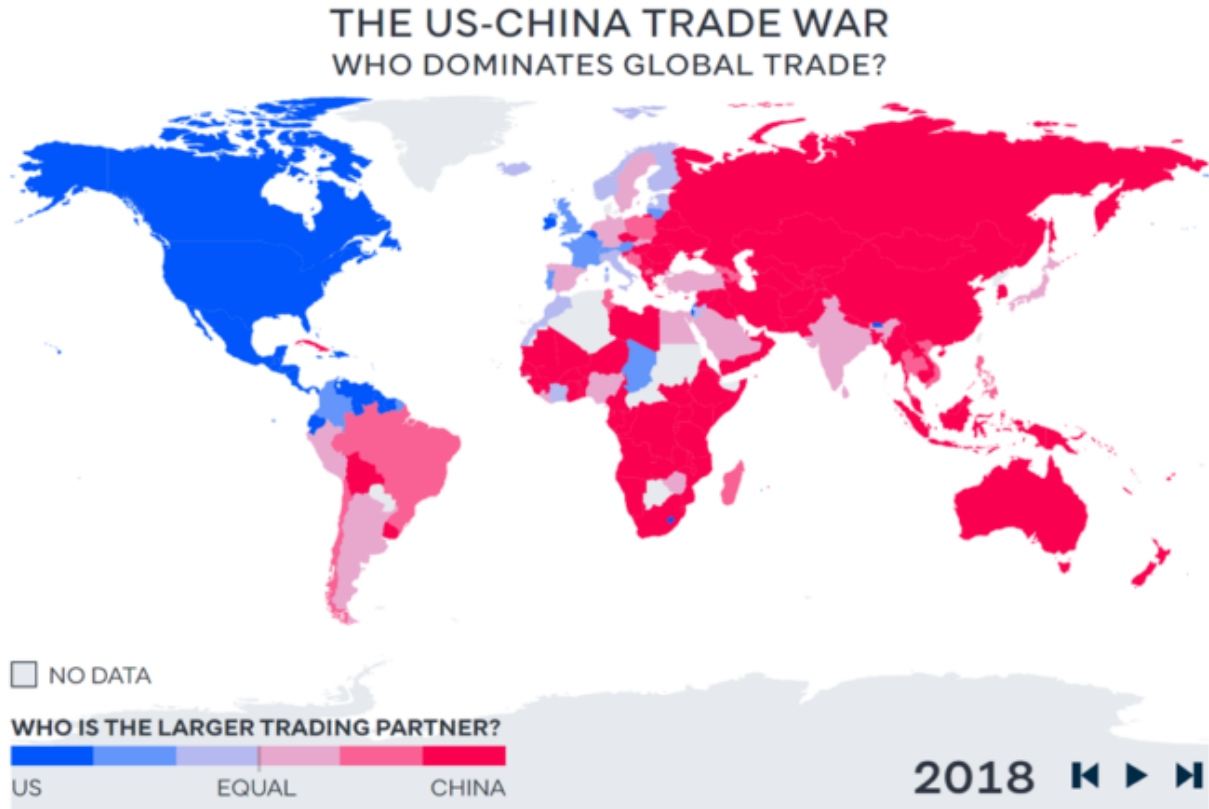 THE US-CHINA TRADE WAR
WHO DOMINATES GLOBAL TRADE?
NO DATA
WHO IS THE LARGER TRADING PARTNER?
US EQUAL CHINA
2018